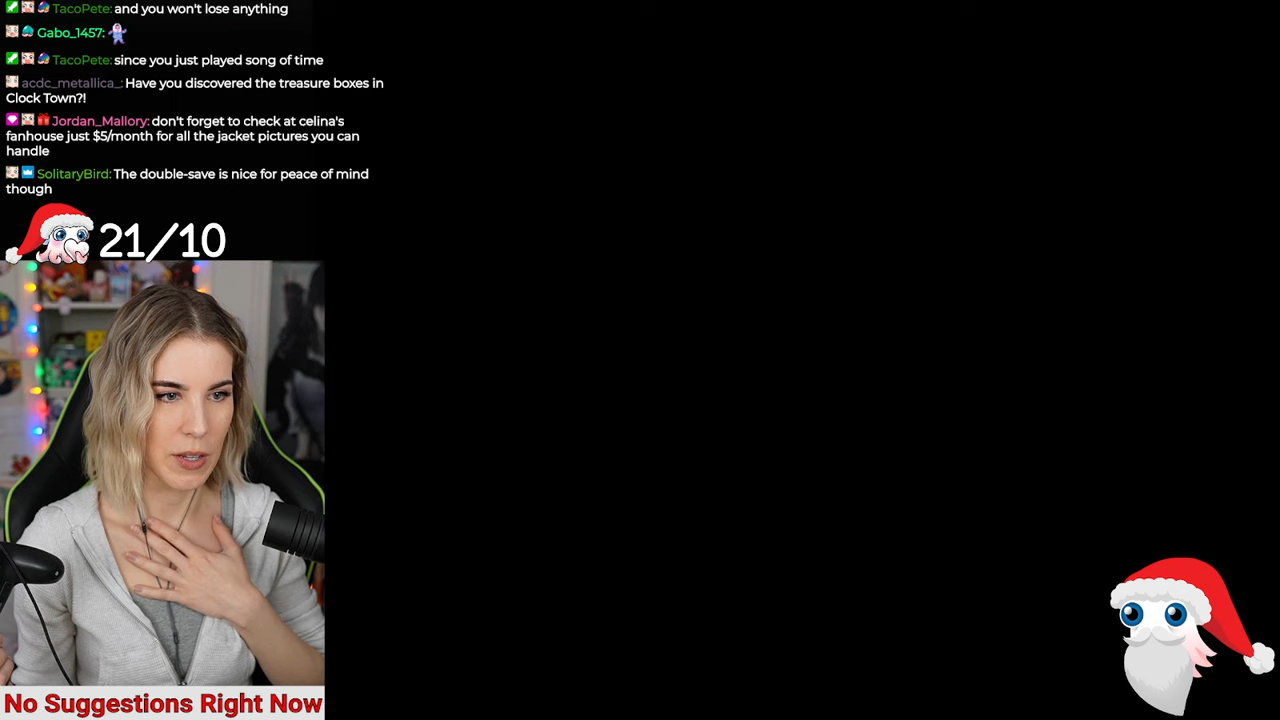 TacoPete: and you won't lose anything
Gabo_1457:
TacoPete: since you just played song of time
acdc_metallica_: Have you discovered the treasure boxes in
Clock Town?!
Jordan_Mallory: don't forget to check at celina's
fanhouse just $5/month for all the jacket pictures you can
handle
SolitaryBird: The double-save is nice for peace of mind
though
21/10
No Suggestions Right Now